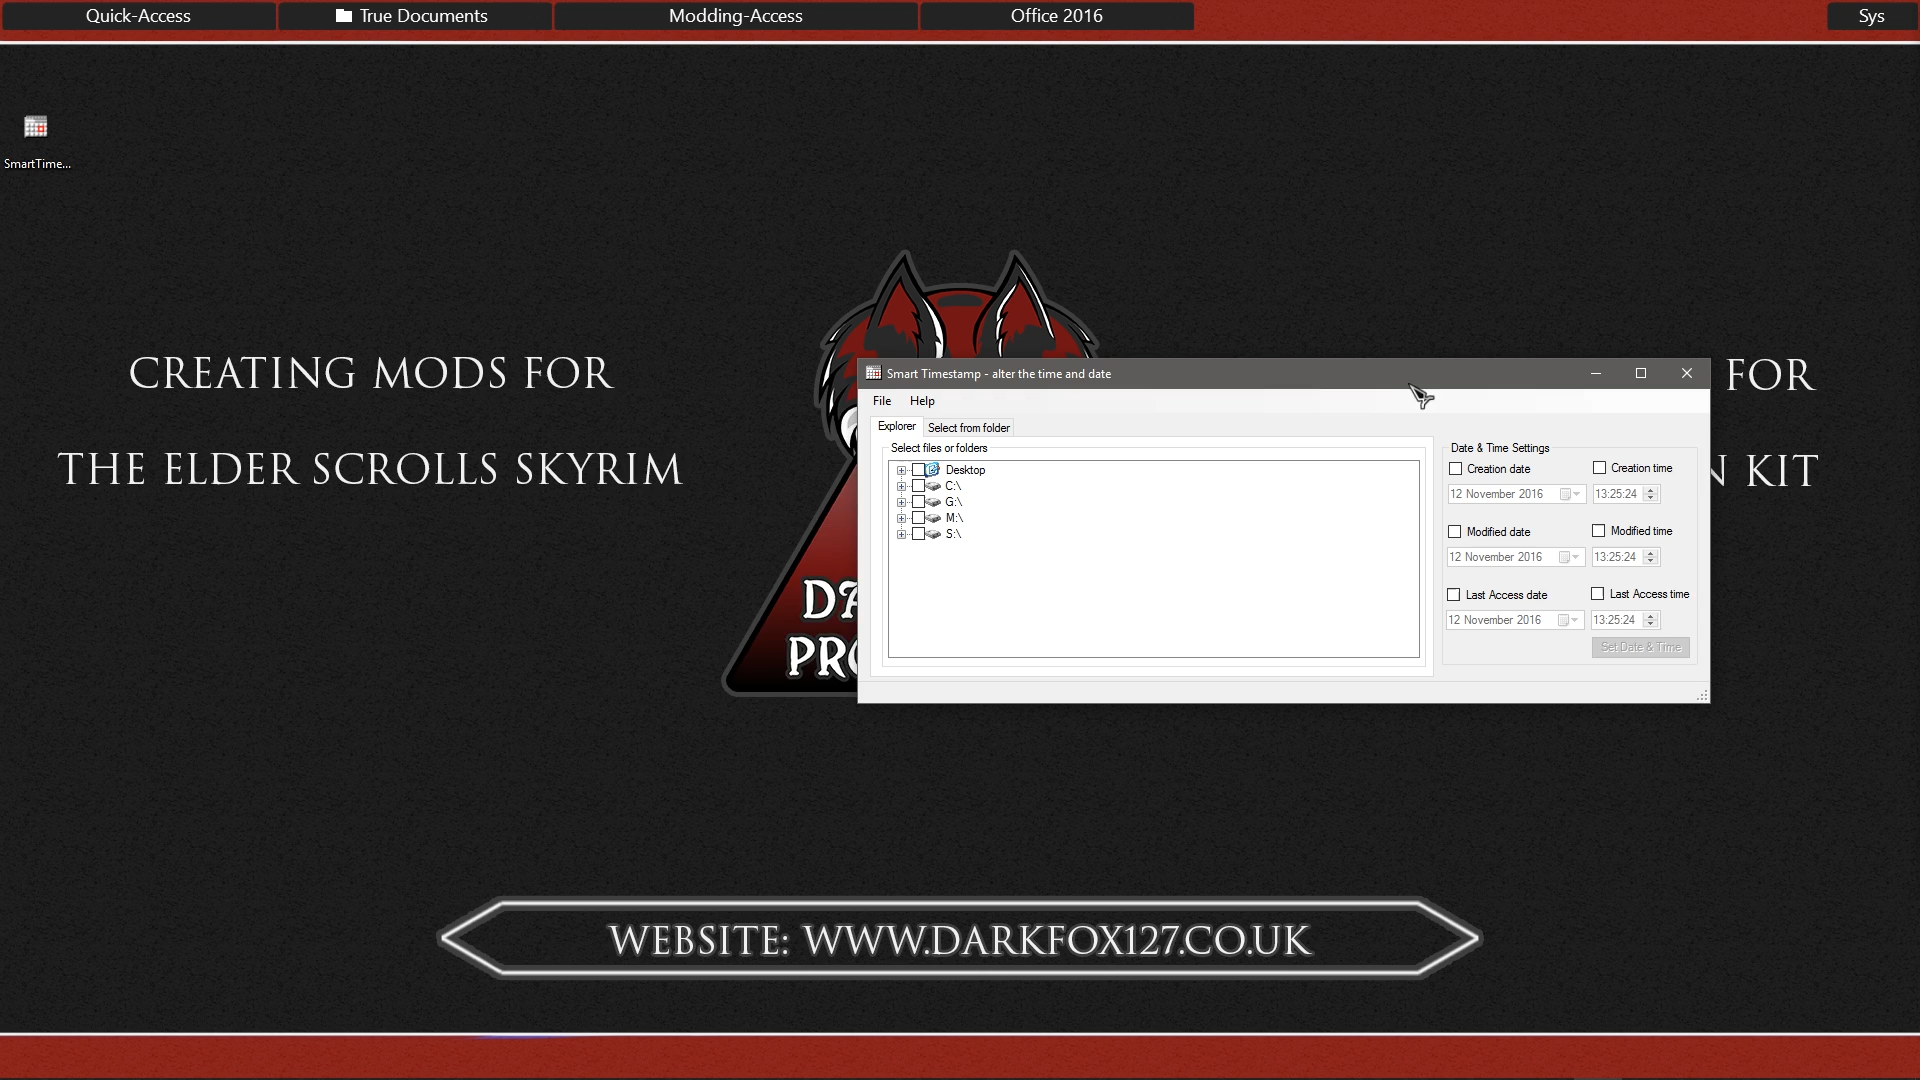 Quick-Access
True Documents
Modding-Access
Office 2016
Sys
SmartTime...
CREATING MODS FOR
THE ELDER SCROLLS SKYRIM
FOR
KIT
Smart Timestamp - alter the time and date
File Help
Explorer
Select from folder
Select files or folders
Desktop
C:\
G:\
M:\
S:\
Date & Time Settings
Creation date
Creation time
12 November 2016
13:25:24
Modified date
Modified time
12 November 2016
13:25:24
Last Access date
Last Access time
12 November 2016
13:25:24
Set Date & Time
WEBSITE: WWW.DARKFOX127.CO.UK